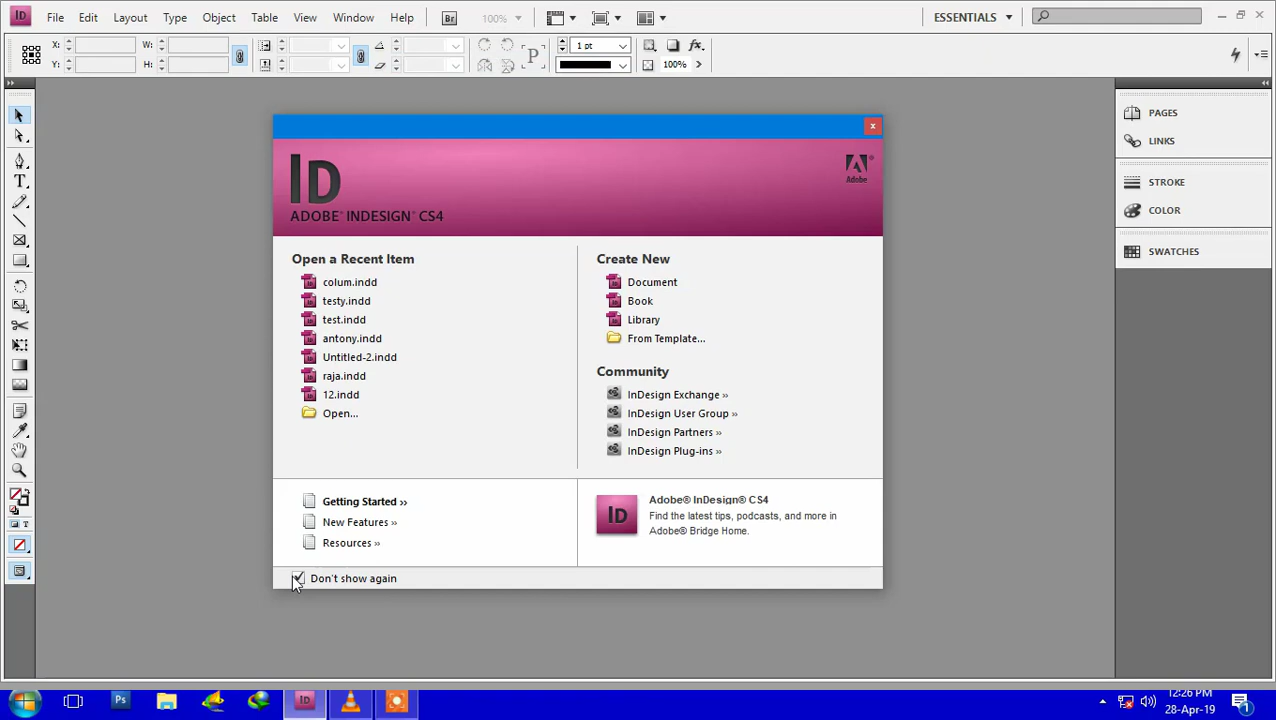 File Edit Layout Type Object Table View Window Help Br 100% ESSENTIALS
X: W: 1 pt
Y: H: 100%
P
PAGES
LINKS
STROKE
COLOR
SWATCHES
x
ID
ADOBE® INDESIGN® CS4
Adobe®
Open a Recent Item
colum.indd
testy.indd
test.indd
antony.indd
Untitled-2.indd
raja.indd
12.indd
Open...
Create New
Document
Book
Library
From Template...
Community
InDesign Exchange »
InDesign User Group »
InDesign Partners »
InDesign Plug-ins »
Getting Started »
New Features »
Resources »
Adobe® InDesign® CS4
Find the latest tips, podcasts, and more in
Adobe® Bridge Home.
Don't show again
12:26 PM
28-Apr-19